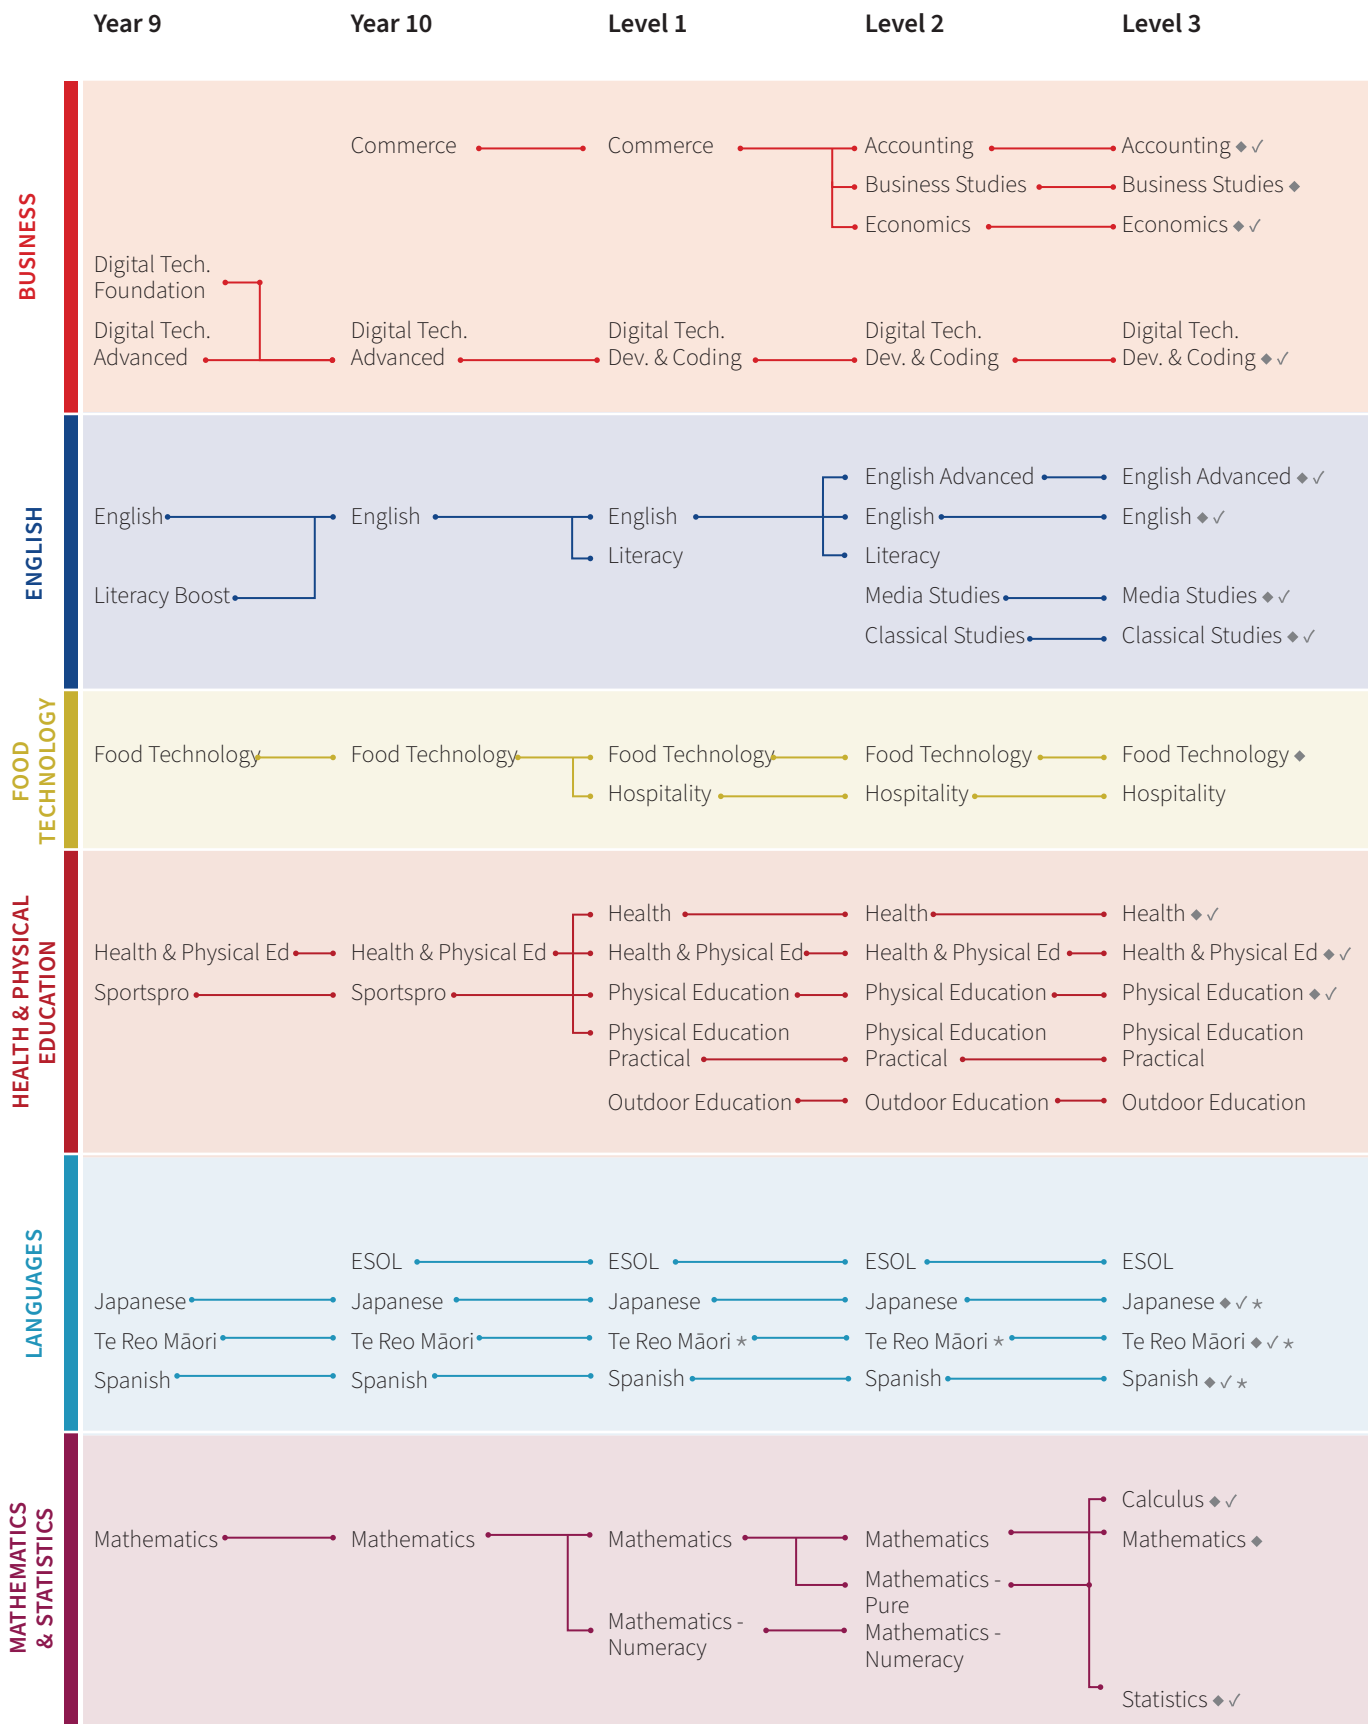 Year 9 Year 10 Level 1 Level 2 Level 3
BUSINESS
Commerce Commerce Accounting Accounting ◆ ✓
Business Studies Business Studies ◆
Economics Economics ◆ ✓
Digital Tech.
Foundation
Digital Tech. Digital Tech. Digital Tech. Digital Tech. Digital Tech.
Advanced Advanced Dev. & Coding Dev. & Coding Dev. & Coding ◆ ✓
ENGLISH
English Advanced English Advanced ◆ ✓
English English English English English ◆ ✓
Literacy Literacy
Literacy Boost Media Studies Media Studies ◆ ✓
Classical Studies Classical Studies ◆ ✓
FOOD
TECHNOLOGY
Food Technology Food Technology Food Technology Food Technology Food Technology ◆
Hospitality Hospitality Hospitality
HEALTH & PHYSICAL
EDUCATION
Health Health Health ◆ ✓
Health & Physical Ed Health & Physical Ed Health & Physical Ed Health & Physical Ed Health & Physical Ed ◆ ✓
Sportspro Sportspro Physical Education Physical Education Physical Education ◆ ✓
Physical Education Physical Education Physical Education
Practical Practical Practical
Outdoor Education Outdoor Education Outdoor Education
LANGUAGES
ESOL ESOL ESOL ESOL
Japanese Japanese Japanese Japanese Japanese ◆ ✓ *
Te Reo Māori Te Reo Māori Te Reo Māori * Te Reo Māori * Te Reo Māori ◆ ✓ *
Spanish Spanish Spanish Spanish Spanish ◆ ✓ *
MATHEMATICS
& STATISTICS
Calculus ◆ ✓
Mathematics Mathematics Mathematics Mathematics Mathematics ◆
Mathematics -
Pure
Mathematics - Mathematics -
Numeracy Numeracy
Statistics ◆ ✓